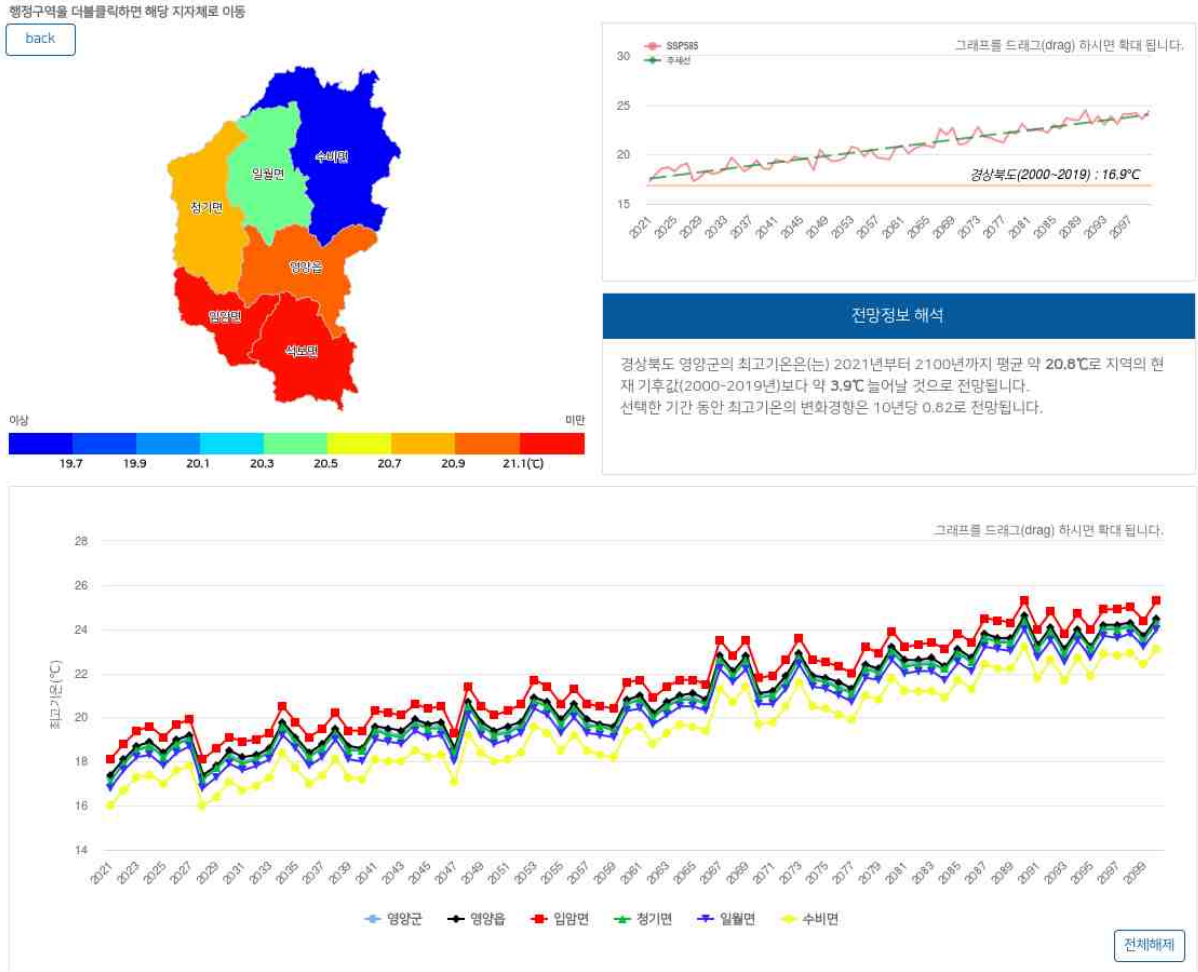 행정구역을 더블클릭하면 해당 지자체로 이동
back
수비면
일월면
청기면
영양읍
입암면
석보면
이상
미만
19.7 19.9 20.1 20.3 20.5 20.7 20.9 21.1(℃)
SSP585
추세선
그래프를 드래그(drag) 하시면 확대 됩니다.
30
25
20
15
경상북도(2000~2019) : 16.9℃
2021 2025 2029 2033 2037 2041 2045 2049 2053 2057 2061 2065 2069 2073 2077 2081 2085 2089 2093 2097
전망정보 해석
경상북도 영양군의 최고기온은(는) 2021년부터 2100년까지 평균 약 20.8℃로 지역의 현
재 기후값(2000~2019년)보다 약 3.9℃ 늘어날 것으로 전망됩니다.
선택한 기간 동안 최고기온의 변화경향은 10년당 0.82로 전망됩니다.
그래프를 드래그(drag) 하시면 확대 됩니다.
최고기온(℃)
28
26
24
22
20
18
16
14
2021 2023 2025 2027 2029 2031 2033 2035 2037 2039 2041 2043 2045 2047 2049 2051 2053 2055 2057 2059 2061 2063 2065 2067 2069 2071 2073 2075 2077 2079 2081 2083 2085 2087 2089 2091 2093 2095 2097 2099
영양군 영양읍 입암면 청기면 일월면 수비면
전체해제